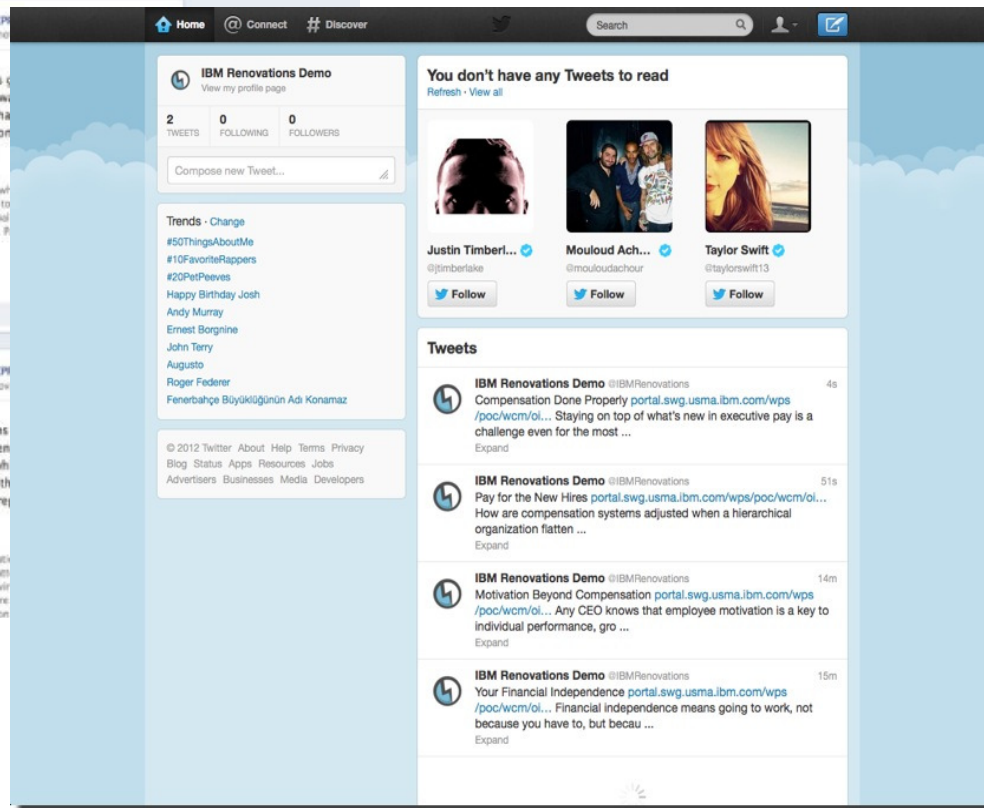 Home
Connect
Discover
Search
IBM Renovations Demo
View my profile page
2
TWEETS
0
FOLLOWING
0
FOLLOWERS
Compose new Tweet...
Trends · Change
#50ThingsAboutMe
#10FavoriteRappers
#20PetPeeves
Happy Birthday Josh
Andy Murray
Ernest Borgnine
John Terry
Augusto
Roger Federer
Fenerbahçe Büyüklüğünün Adı Konamaz
© 2012 Twitter About Help Terms Privacy
Blog Status Apps Resources Jobs
Advertisers Businesses Media Developers
You don't have any Tweets to read
Refresh · View all
Justin Timberl...
@jtimberlake
Follow
Mouloud Ach...
@mouloudachour
Follow
Taylor Swift
@taylorswift13
Follow
Tweets
IBM Renovations Demo @IBMRenovations 4s
Compensation Done Properly portal.swg.usma.ibm.com/wps
/poc/wcm/oi... Staying on top of what's new in executive pay is a
challenge even for the most ...
Expand
IBM Renovations Demo @IBMRenovations 51s
Pay for the New Hires portal.swg.usma.ibm.com/wps/poc/wcm/oi...
How are compensation systems adjusted when a hierarchical
organization flatten ...
Expand
IBM Renovations Demo @IBMRenovations 14m
Motivation Beyond Compensation portal.swg.usma.ibm.com/wps
/poc/wcm/oi... Any CEO knows that employee motivation is a key to
individual performance, gro ...
Expand
IBM Renovations Demo @IBMRenovations 15m
Your Financial Independence portal.swg.usma.ibm.com/wps
/poc/wcm/oi... Financial independence means going to work, not
because you have to, but becau ...
Expand